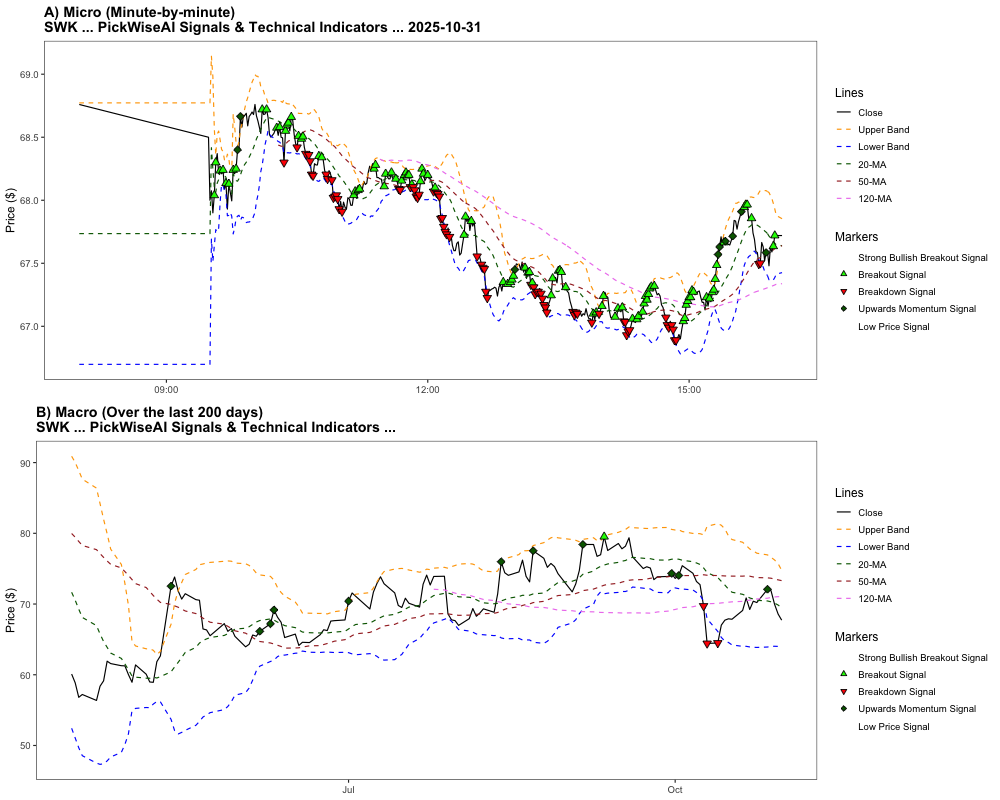 A) Micro (Minute-by-minute)
SWK ... PickWiseAI Signals & Technical Indicators ... 2025-10-31
Price ($)
69.0
68.5
68.0
67.5
67.0
09:00
12:00
15:00
Lines
Close
Upper Band
Lower Band
20-MA
50-MA
120-MA
Markers
Strong Bullish Breakout Signal
Breakout Signal
Breakdown Signal
Upwards Momentum Signal
Low Price Signal
B) Macro (Over the last 200 days)
SWK ... PickWiseAI Signals & Technical Indicators ...
Price ($)
90
80
70
60
50
Jul
Oct
Lines
Close
Upper Band
Lower Band
20-MA
50-MA
120-MA
Markers
Strong Bullish Breakout Signal
Breakout Signal
Breakdown Signal
Upwards Momentum Signal
Low Price Signal